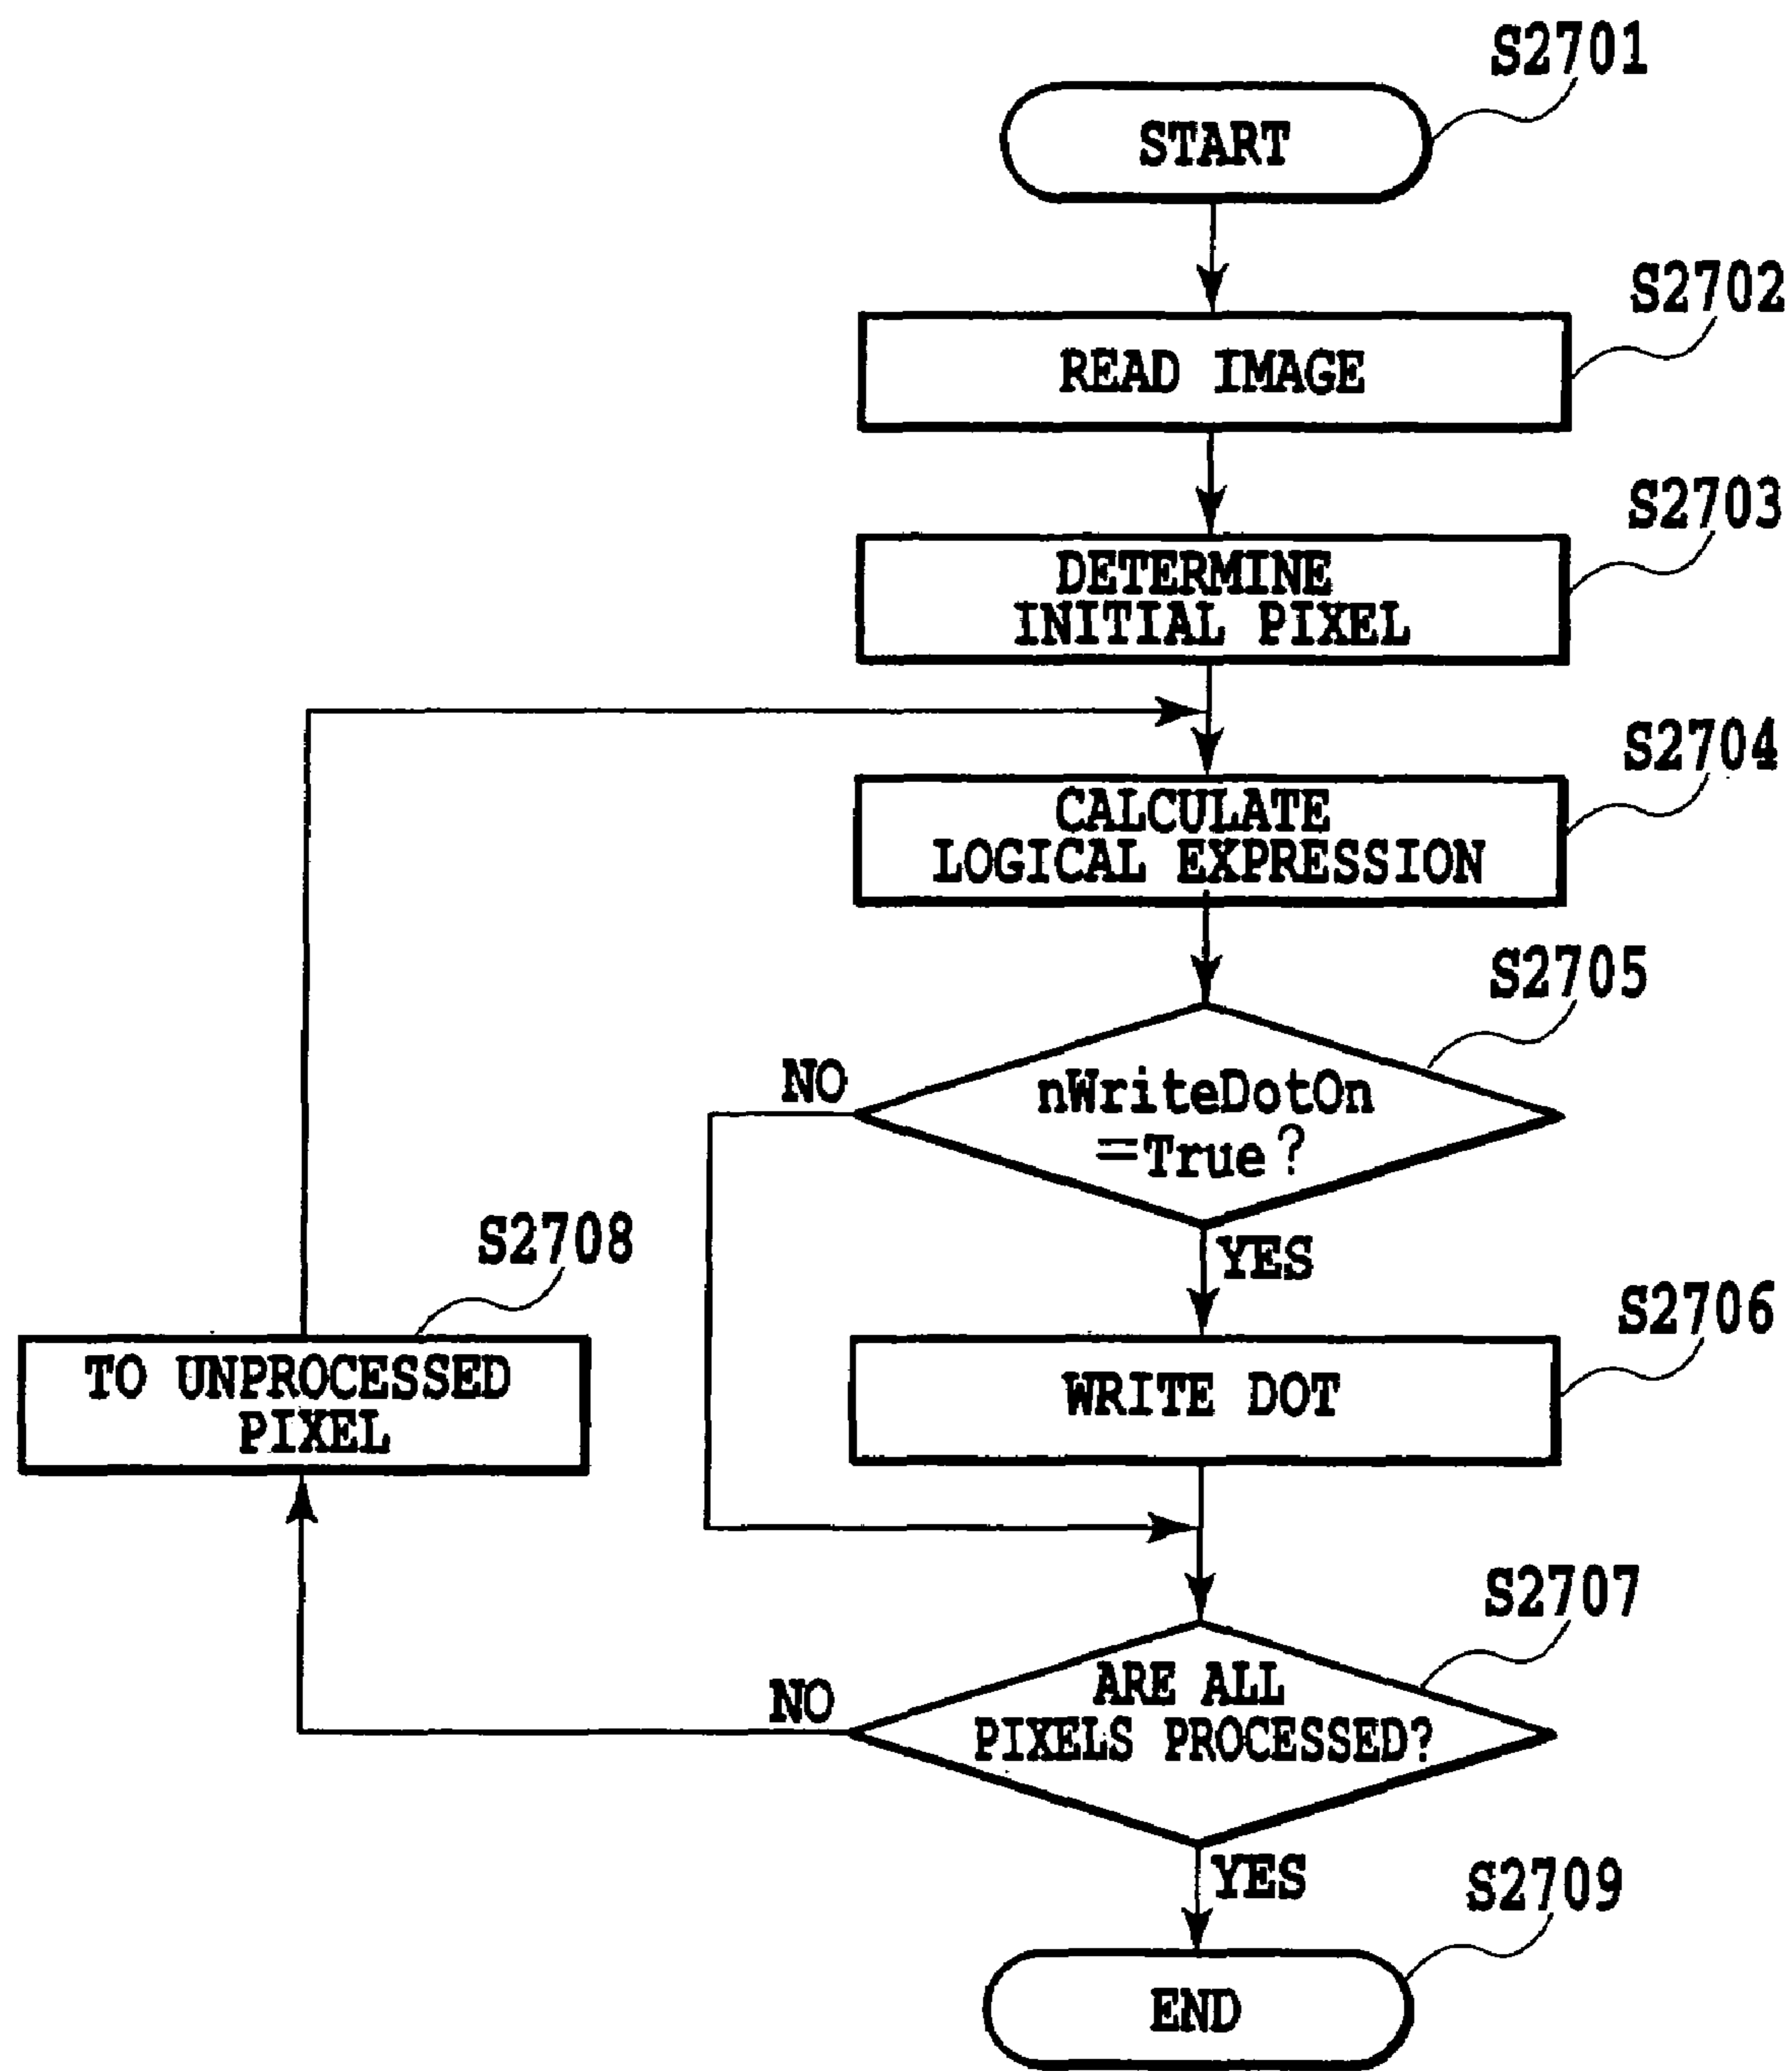 S2701
START
S2702
READ IMAGE
S2703
DETERMINE
INITIAL PIXEL
S2704
CALCULATE
LOGICAL EXPRESSION
S2705
NO
nWriteDotOn
=True?
YES
S2708
TO UNPROCESSED
PIXEL
S2706
WRITE DOT
S2707
NO
ARE ALL
PIXELS PROCESSED?
YES
S2709
END